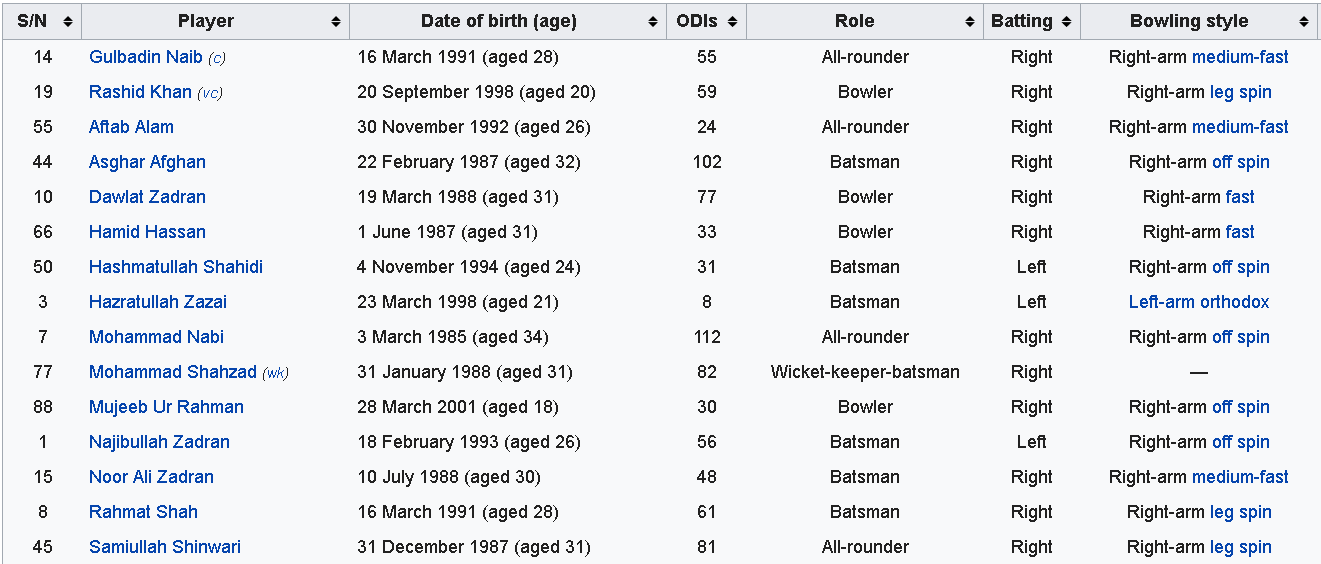 S/N Player Date of birth (age) ODIs Role Batting Bowling style
14 Gulbadin Naib (c) 16 March 1991 (aged 28) 55 All-rounder Right Right-arm medium-fast
19 Rashid Khan (vc) 20 September 1998 (aged 20) 59 Bowler Right Right-arm leg spin
55 Aftab Alam 30 November 1992 (aged 26) 24 All-rounder Right Right-arm medium-fast
44 Asghar Afghan 22 February 1987 (aged 32) 102 Batsman Right Right-arm off spin
10 Dawlat Zadran 19 March 1988 (aged 31) 77 Bowler Right Right-arm fast
66 Hamid Hassan 1 June 1987 (aged 31) 33 Bowler Right Right-arm fast
50 Hashmatullah Shahidi 4 November 1994 (aged 24) 31 Batsman Left Right-arm off spin
3 Hazratullah Zazai 23 March 1998 (aged 21) 8 Batsman Left Left-arm orthodox
7 Mohammad Nabi 3 March 1985 (aged 34) 112 All-rounder Right Right-arm off spin
77 Mohammad Shahzad (wk) 31 January 1988 (aged 31) 82 Wicket-keeper-batsman Right —
88 Mujeeb Ur Rahman 28 March 2001 (aged 18) 30 Bowler Right Right-arm off spin
1 Najibullah Zadran 18 February 1993 (aged 26) 56 Batsman Left Right-arm off spin
15 Noor Ali Zadran 10 July 1988 (aged 30) 48 Batsman Right Right-arm medium-fast
8 Rahmat Shah 16 March 1991 (aged 28) 61 Batsman Right Right-arm leg spin
45 Samiullah Shinwari 31 December 1987 (aged 31) 81 All-rounder Right Right-arm leg spin